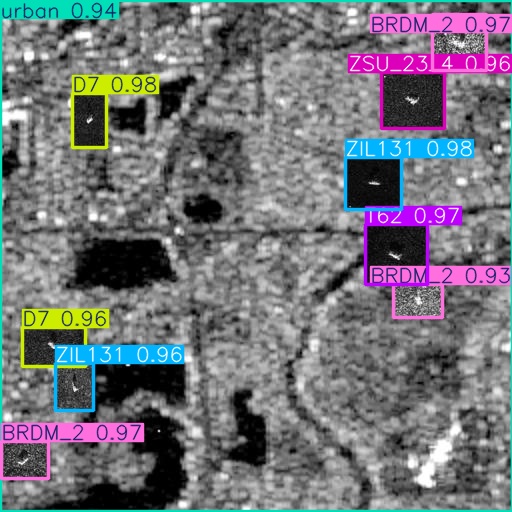 urban 0.94
BRDM_2 0.97
ZSU_23_4 0.96
D7 0.98
ZIL131 0.98
T62 0.97
BRDM_2 0.93
D7 0.96
ZIL131 0.96
BRDM_2 0.97